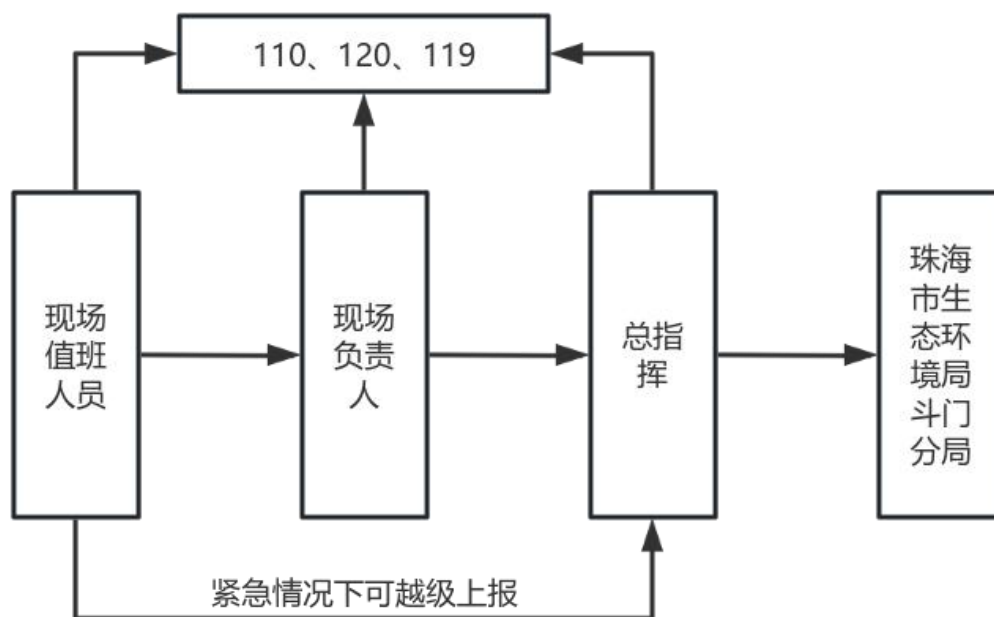 110、120、119
现场
值班
人员
现场
负责
人
总指
挥
珠海
市生
态环
境局
斗门
分局
紧急情况下可越级上报